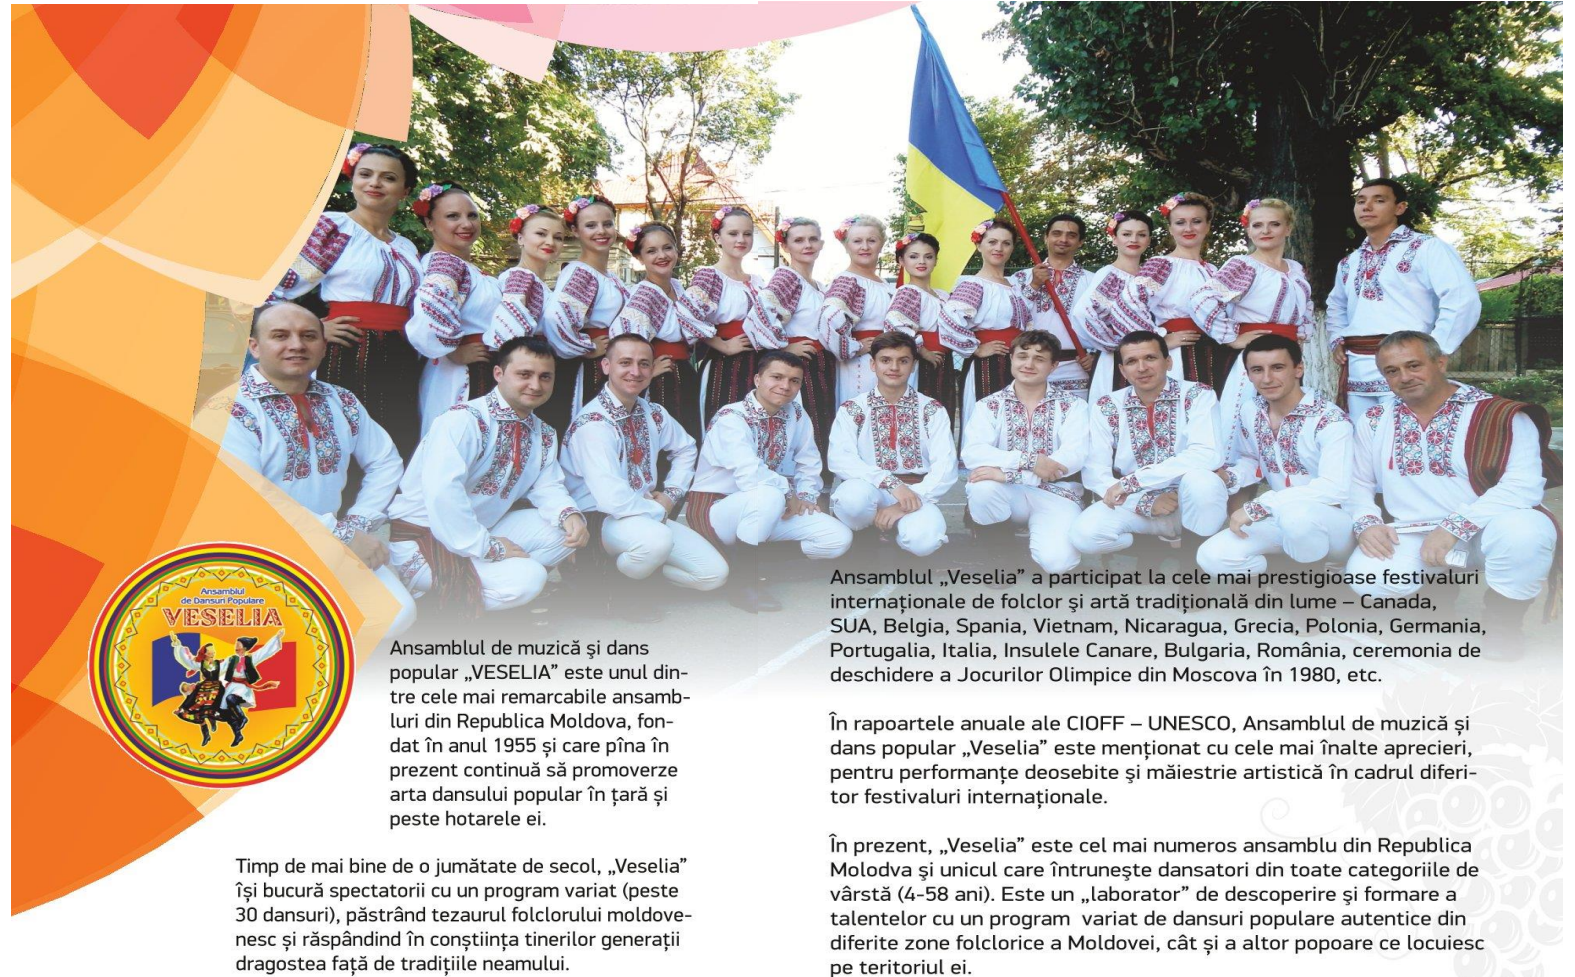 Ansamblul
de Dansuri Populare
VESELIA
Ansamblul de muzică şi dans
popular „VESELIA” este unul din-
tre cele mai remarcabile ansamb-
luri din Republica Moldova, fon-
dat în anul 1955 și care pîna în
prezent continuă să promoverze
arta dansului popular în țară și
peste hotarele ei.
Timp de mai bine de o jumătate de secol, „Veselia”
își bucură spectatorii cu un program variat (peste
30 dansuri), păstrând tezaurul folclorului moldove-
nesc și răspândind în conștiința tinerilor generații
dragostea față de tradițiile neamului.
Ansamblul „Veselia” a participat la cele mai prestigioase festivaluri
internaționale de folclor şi artă tradițională din lume – Canada,
SUA, Belgia, Spania, Vietnam, Nicaragua, Grecia, Polonia, Germania,
Portugalia, Italia, Insulele Canare, Bulgaria, România, ceremonia de
deschidere a Jocurilor Olimpice din Moscova în 1980, etc.
În rapoartele anuale ale CIOFF – UNESCO, Ansamblul de muzică și
dans popular „Veselia” este menționat cu cele mai înalte aprecieri,
pentru performanțe deosebite şi măiestrie artistică în cadrul diferi-
tor festivaluri internaționale.
În prezent, „Veselia” este cel mai numeros ansamblu din Republica
Molodva şi unicul care întruneşte dansatori din toate categoriile de
vârstă (4-58 ani). Este un „laborator” de descoperire şi formare a
talentelor cu un program variat de dansuri populare autentice din
diferite zone folclorice a Moldovei, cât și a altor popoare ce locuiesc
pe teritoriul ei.